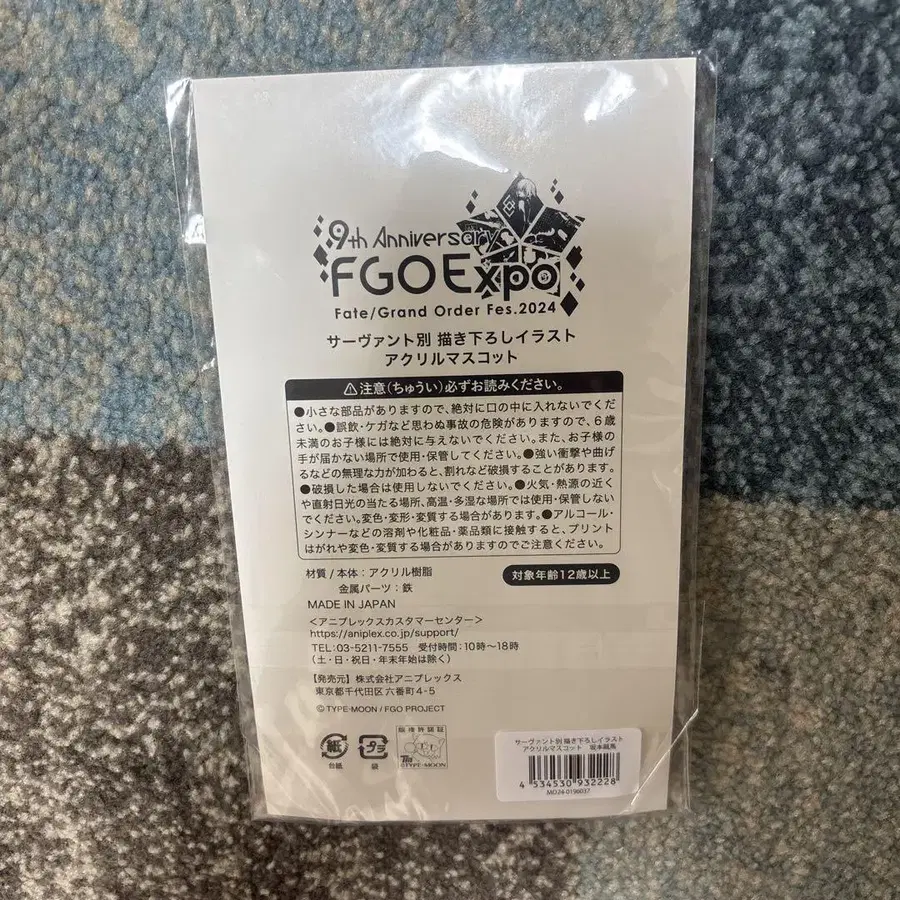 9th Anniversary
FGO Expo
Fate/Grand Order Fes.2024
サーヴァント別 描き下ろしイラスト
アクリルマスコット
⚠注意(ちゅうい)必ずお読みください。
●小さな部品がありますので、絶対に口の中に入れないでくだ
さい。●誤飲・ケガなど思わぬ事故の危険がありますので、6歳
未満のお子様には絶対に与えないでください。また、お子様の
手が届かない場所で使用・保管してください。●強い衝撃や曲げ
るなどの無理な力が加わると、割れなど破損することがあります。
●破損した場合は使用しないでください。●火気・熱源の近く
や直射日光の当たる場所、高温・多湿な場所では使用・保管しない
でください。変色・変形・変質する場合があります。●アルコール・
シンナーなどの溶剤や化粧品・薬品類に接触すると、プリント
はがれや変色・変質する場合がありますのでご注意ください。
材質/本体:アクリル樹脂
金属パーツ:鉄
対象年齢12歳以上
MADE IN JAPAN
<アニプレックスカスタマーセンター>
https://aniplex.co.jp/support/
TEL:03-5211-7555 受付時間:10時~18時
(土・日・祝日・年末年始は除く)
【発売元】株式会社アニプレックス
東京都千代田区六番町4-5
© TYPE-MOON / FGO PROJECT
紙
台紙
プラ
袋
TM
©TYPE-MOON
サーヴァント別 描き下ろしイラスト
アクリルマスコット 坂本龍馬
4 534530 932228
MD24-0196037